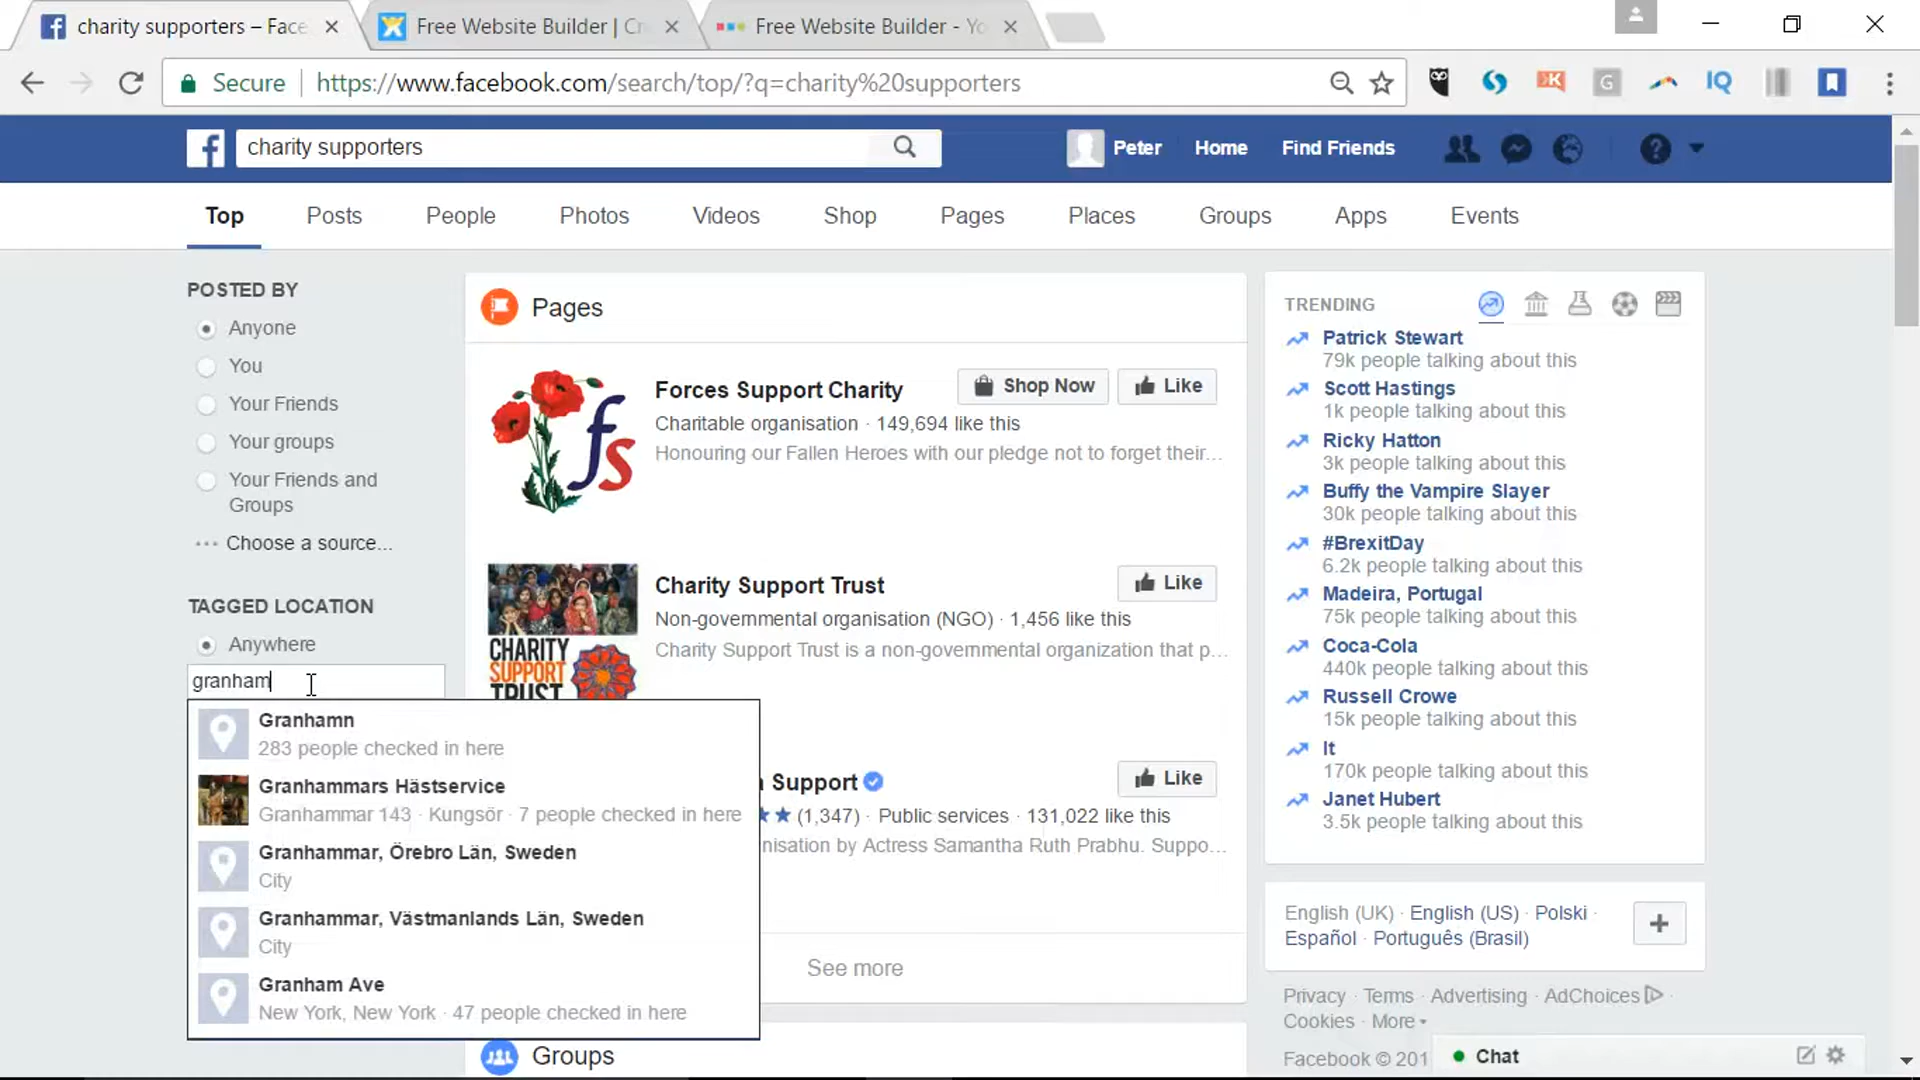 charity supporters – Face
Free Website Builder | Cr
Free Website Builder - Yo
Secure
https://www.facebook.com/search/top/?q=charity%20supporters
charity supporters
Peter
Home
Find Friends
Top
Posts
People
Photos
Videos
Shop
Pages
Places
Groups
Apps
Events
POSTED BY
Anyone
You
Your Friends
Your groups
Your Friends and
Groups
Choose a source...
TAGGED LOCATION
Anywhere
granham
Granhamn
283 people checked in here
Granhammars Hästservice
Granhammar 143 · Kungsör · 7 people checked in here
Granhammar, Örebro Län, Sweden
City
Granhammar, Västmanlands Län, Sweden
City
Granham Ave
New York, New York · 47 people checked in here
Pages
Forces Support Charity
Shop Now
Like
Charitable organisation · 149,694 like this
Honouring our Fallen Heroes with our pledge not to forget their...
fs
Charity Support Trust
Like
Non-governmental organisation (NGO) · 1,456 like this
Charity Support Trust is a non-governmental organization that p...
CHARITY
SUPPORT
TRUST
Support
Like
(1,347) · Public services · 131,022 like this
nisation by Actress Samantha Ruth Prabhu. Suppo...
See more
Groups
TRENDING
Patrick Stewart
79k people talking about this
Scott Hastings
1k people talking about this
Ricky Hatton
3k people talking about this
Buffy the Vampire Slayer
30k people talking about this
#BrexitDay
6.2k people talking about this
Madeira, Portugal
75k people talking about this
Coca-Cola
440k people talking about this
Russell Crowe
15k people talking about this
It
170k people talking about this
Janet Hubert
3.5k people talking about this
English (UK) · English (US) · Polski ·
Español · Português (Brasil)
Privacy · Terms · Advertising · AdChoices ·
Cookies · More
Facebook © 201
Chat